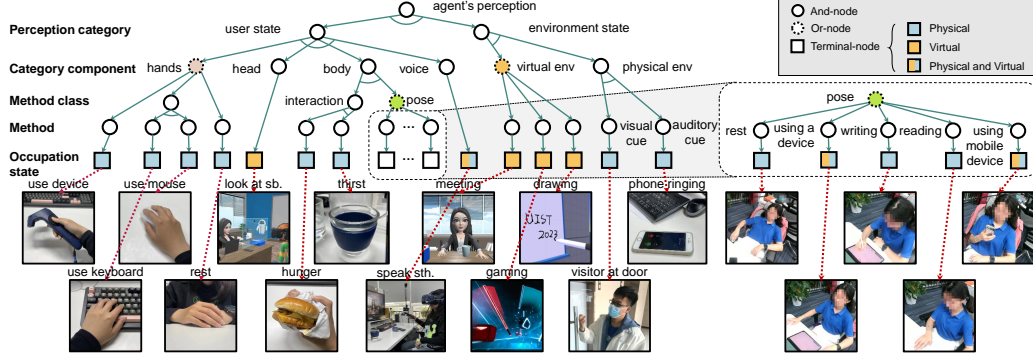 agent's perception
Perception category
user state
environment state
Category component
hands
head
body
voice
virtual env
physical env
Method class
interaction
pose
Method
...
visual cue
auditory cue
Occupation state
...
And-node
Or-node
Terminal-node
Physical
Virtual
Physical and Virtual
pose
rest
using a device
writing
reading
using mobile device
use device
use mouse
look at sb.
thirst
meeting
drawing
phone ringing
UIST
2023
use keyboard
rest
hunger
speak sth.
gaming
visitor at door